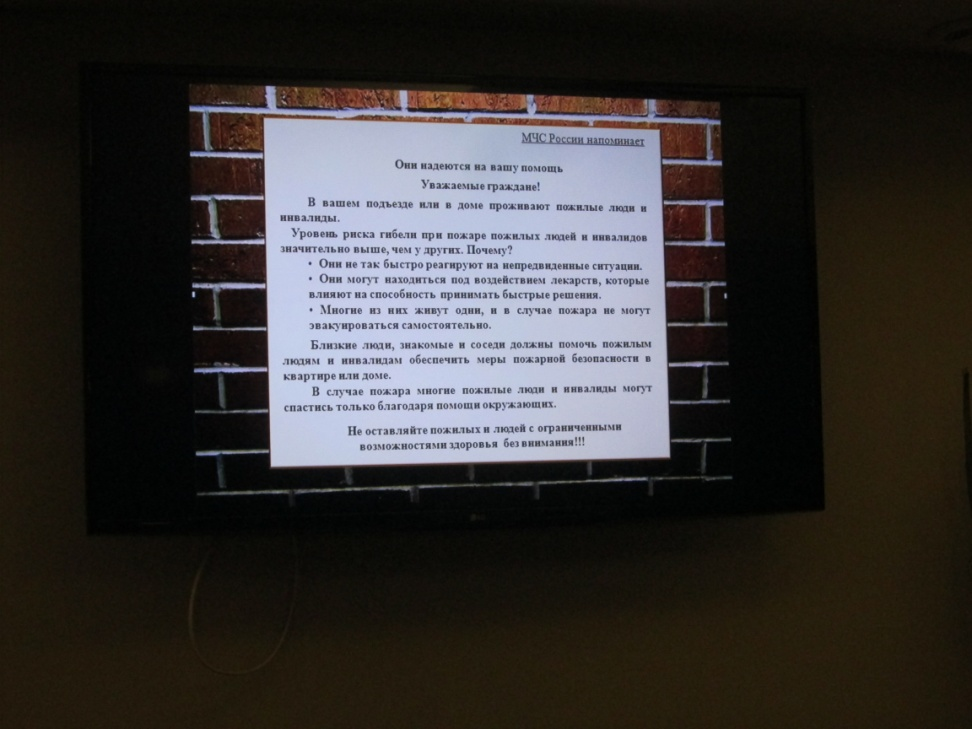 МЧС России напоминает
Они надеются на вашу помощь
Уважаемые граждане!
В вашем подъезде или в доме проживают пожилые люди и
инвалиды.
Уровень риска гибели при пожаре пожилых людей и инвалидов
значительно выше, чем у других. Почему?
• Они не так быстро реагируют на непредвиденные ситуации.
• Они могут находиться под воздействием лекарств, которые
влияют на способность принимать быстрые решения.
• Многие из них живут одни, и в случае пожара не могут
эвакуироваться самостоятельно.
Близкие люди, знакомые и соседи должны помочь пожилым
людям и инвалидам обеспечить меры пожарной безопасности в
квартире или доме.
В случае пожара многие пожилые люди и инвалиды могут
спастись только благодаря помощи окружающих.
Не оставляйте пожилых и людей с ограниченными
возможностями здоровья без внимания!!!